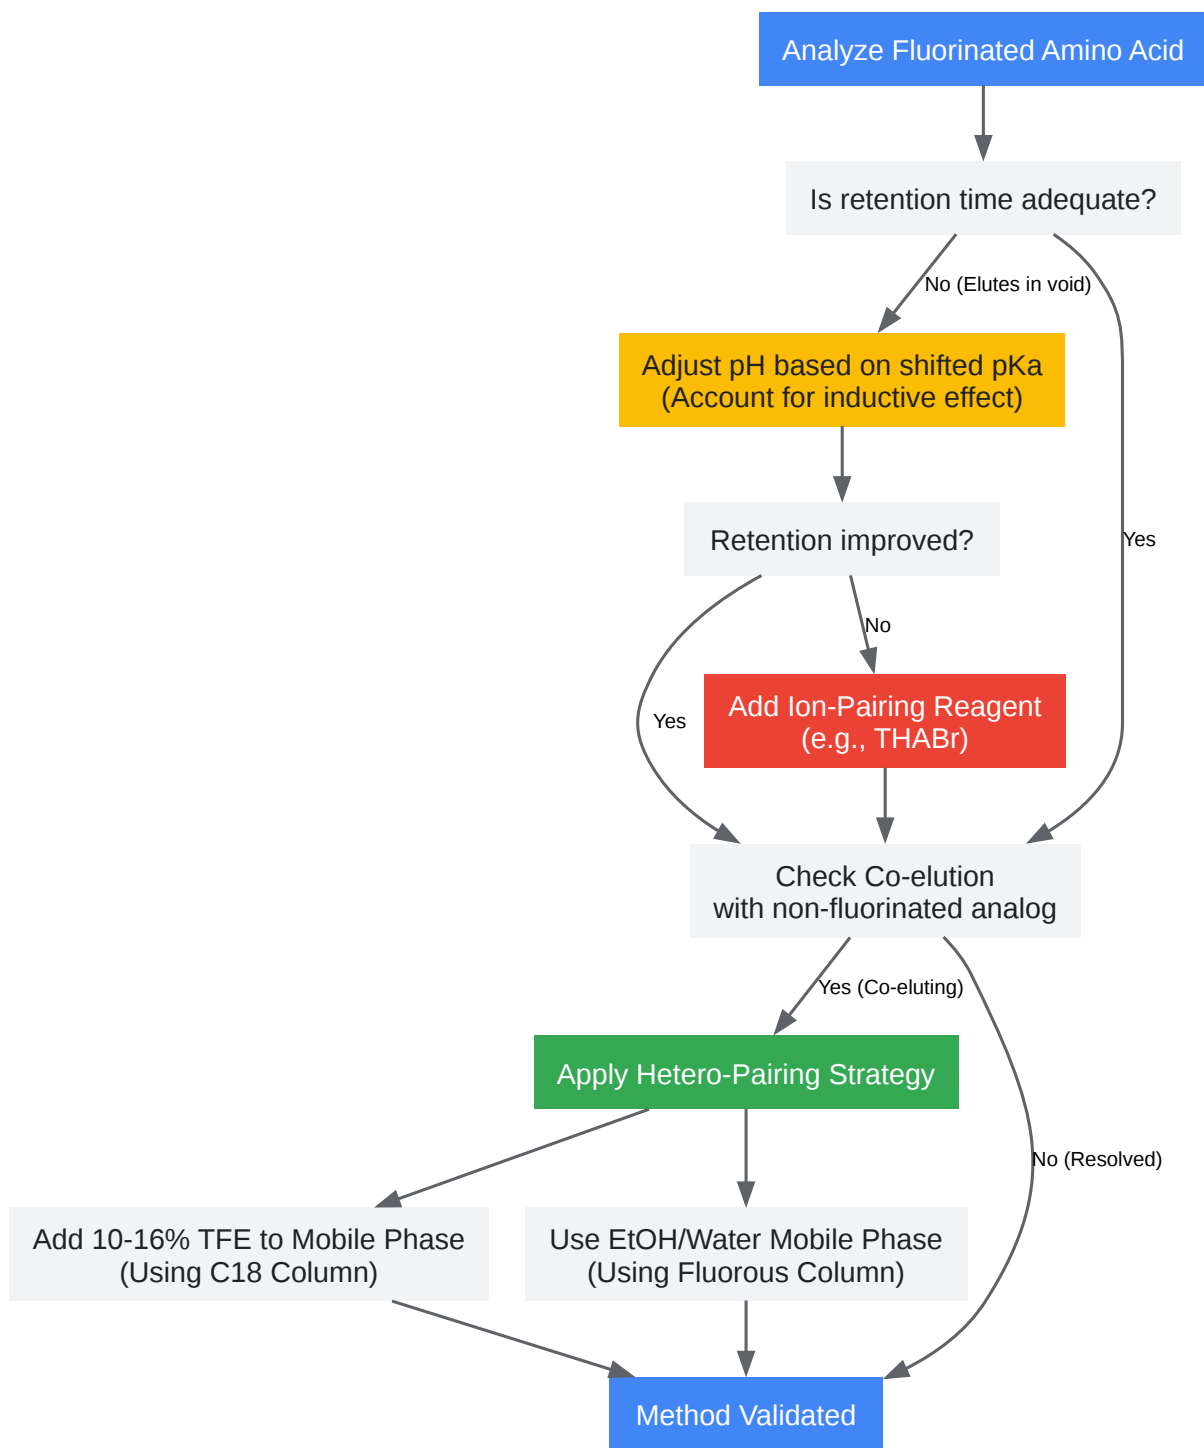 Analyze Fluorinated Amino Acid
Is retention time adequate?
No (Elutes in void)
Adjust pH based on shifted pKa
(Account for inductive effect)
Retention improved?
Yes
No
Yes
Add Ion-Pairing Reagent
(e.g., THABr)
Check Co-elution
with non-fluorinated analog
Yes (Co-eluting)
Apply Hetero-Pairing Strategy
No (Resolved)
Add 10-16% TFE to Mobile Phase
(Using C18 Column)
Use EtOH/Water Mobile Phase
(Using Fluorous Column)
Method Validated